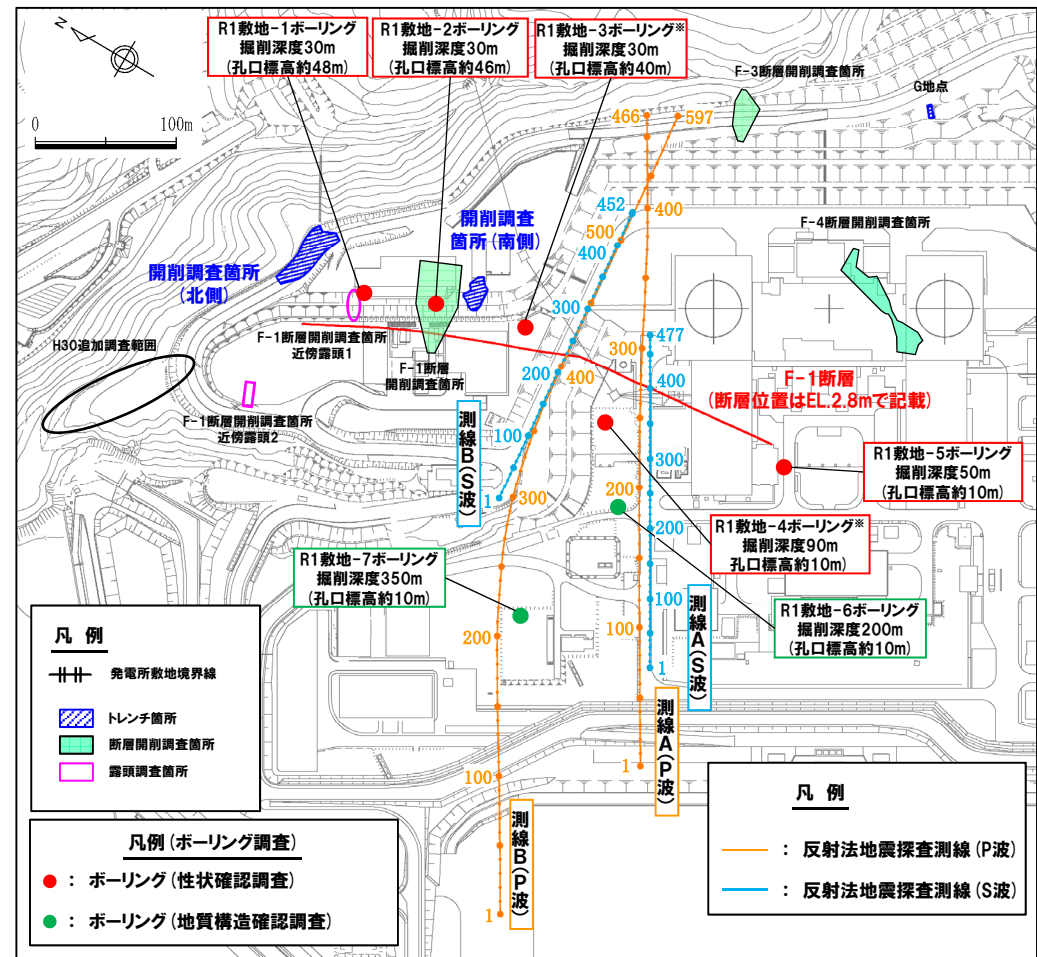 N
0
100m
R1敷地-1ボーリング
掘削深度30m
(孔口標高約48m)
R1敷地-2ボーリング
掘削深度30m
(孔口標高約46m)
R1敷地-3ボーリング※
掘削深度30m
(孔口標高約40m)
F-3断層開削調査箇所
G地点
466
597
400
452
500
400
300
300
477
400
400
200
100
300
1
300
200
200
100
200
100
1
100
1
1
開削調査
箇所(南側)
開削調査箇所
(北側)
F-4断層開削調査箇所
H30追加調査範囲
F-1断層開削調査箇所
近傍露頭1
F-1断層
開削調査箇所
F-1断層開削調査箇所
近傍露頭2
F-1断層
(断層位置はEL.2.8mで記載)
測線B(S波)
R1敷地-5ボーリング
掘削深度50m
(孔口標高約10m)
R1敷地-4ボーリング※
掘削深度90m
孔口標高約10m)
R1敷地-7ボーリング
掘削深度350m
(孔口標高約10m)
R1敷地-6ボーリング
掘削深度200m
(孔口標高約10m)
測線A(S波)
測線A(P波)
測線B(P波)
凡 例
発電所敷地境界線
トレンチ箇所
断層開削調査箇所
露頭調査箇所
凡例(ボーリング調査)
: ボーリング(性状確認調査)
: ボーリング(地質構造確認調査)
凡 例
: 反射法地震探査測線(P波)
: 反射法地震探査測線(S波)